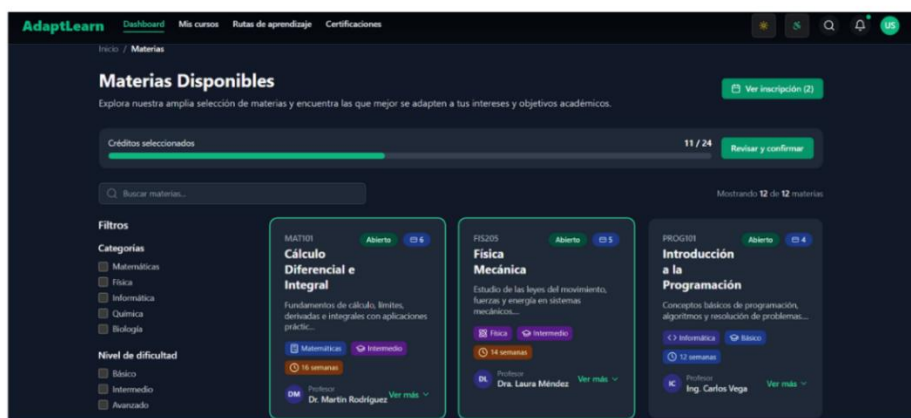 AdaptLearn Dashboard Mis cursos Rutas de aprendizaje Certificaciones US
Inicio / Materias
Materias Disponibles
Explora nuestra amplia selección de materias y encuentra las que mejor se adapten a tus intereses y objetivos académicos.
Ver inscripción (2)
Créditos seleccionados
11 / 24
Revisar y confirmar
Buscar materias...
Mostrando 12 de 12 materias
Filtros
Categorías
Matemáticas
Física
Informática
Química
Biología
Nivel de dificultad
Básico
Intermedio
Avanzado
MAT101 Abierto 6
Cálculo
Diferencial e
Integral
Fundamentos de cálculo, límites,
derivadas e integrales con aplicaciones
práctic...
Matemáticas Intermedio
16 semanas
DM Profesor
Dr. Martín Rodríguez Ver más
FIS205 Abierto 5
Física
Mecánica
Estudio de las leyes del movimiento,
fuerzas y energía en sistemas
mecánicos....
Física Intermedio
14 semanas
DL Profesor
Dra. Laura Méndez Ver más
PROG101 Abierto 4
Introducción
a la
Programación
Conceptos básicos de programación,
algoritmos y resolución de problemas....
Informática Básico
12 semanas
IC Profesor
Ing. Carlos Vega Ver más